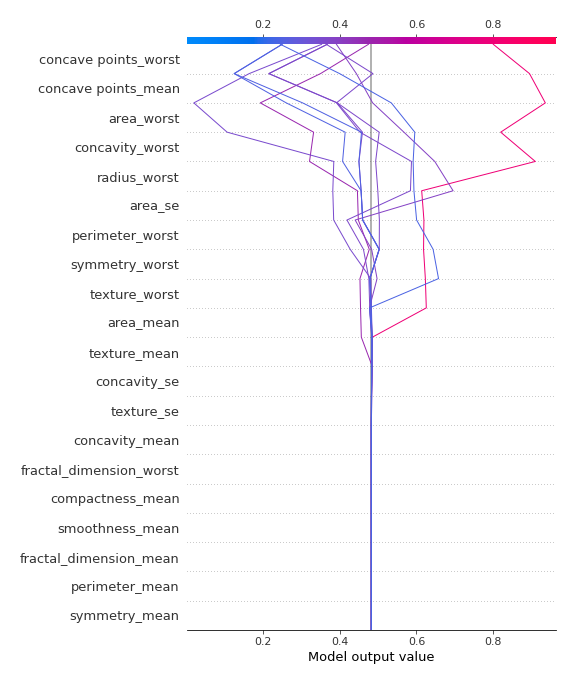 0.2 0.4 0.6 0.8
concave points_worst
concave points_mean
area_worst
concavity_worst
radius_worst
area_se
perimeter_worst
symmetry_worst
texture_worst
area_mean
texture_mean
concavity_se
texture_se
concavity_mean
fractal_dimension_worst
compactness_mean
smoothness_mean
fractal_dimension_mean
perimeter_mean
symmetry_mean
0.2 0.4 0.6 0.8
Model output value